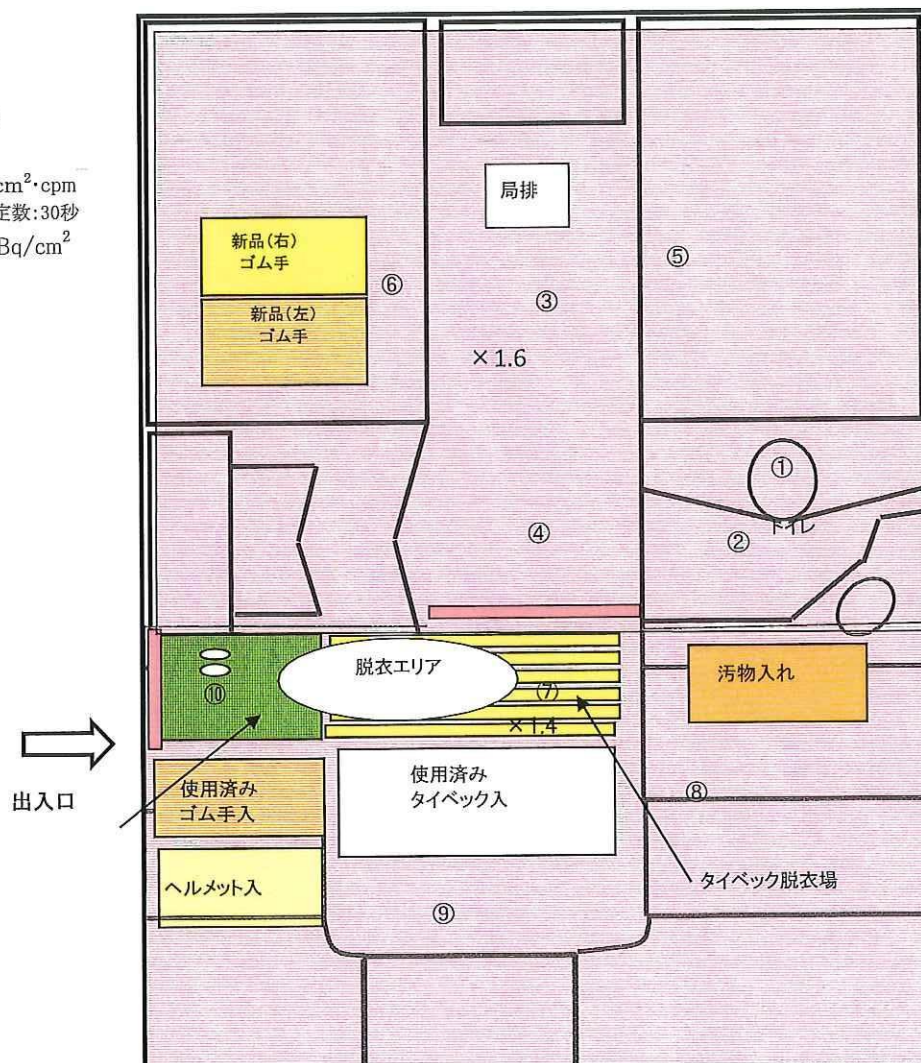 cm²・cpm
定数:30秒
Bq/cm²
局排
新品(右)
ゴム手
⑥
新品(左)
ゴム手
③
⑤
×1.6
①
④
②
トイレ
脱衣エリア
⑩
⑦
×1.4
汚物入れ
出入口
使用済み
ゴム手入
使用済み
タイベック入
⑧
ヘルメット入
タイベック脱衣場
⑨